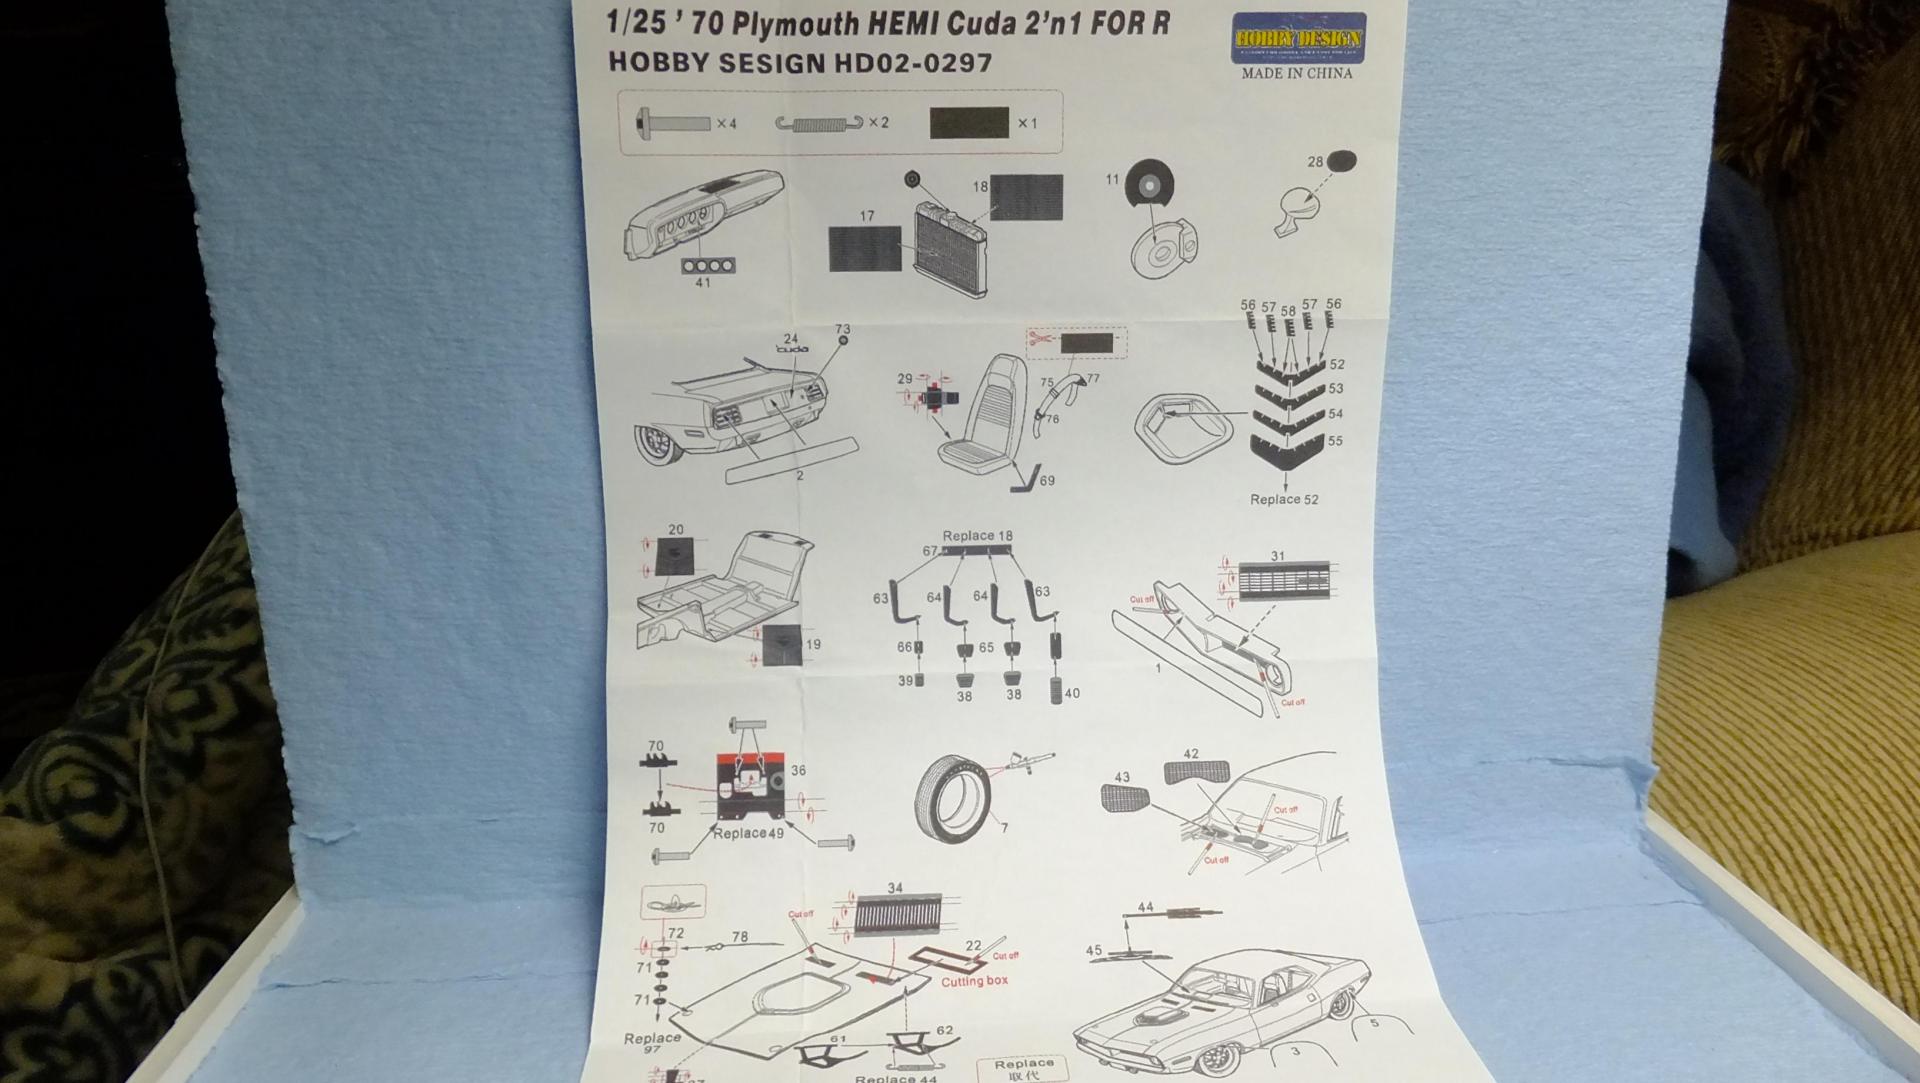 1/25 ' 70 Plymouth HEMI Cuda 2'n1 FOR R
HOBBY DESIGN
HOBBY SESIGN HD02-0297
MADE IN CHINA
×4
×2
×1
28
18
11
17
41
56 57 58 57 56
73
24
'cuda
52
29
75
77
53
76
54
55
2
69
Replace 52
20
Replace 18
67
31
63
64
64
63
Cut off
19
66
65
1
39
38
38
40
Cut off
70
42
36
43
Cut off
70
Replace 49
7
Cut off
34
44
Cut off
72
78
22
45
Cut off
71
Cutting box
71
5
Replace
97
61
62
3
Replace
取代
Replace 44